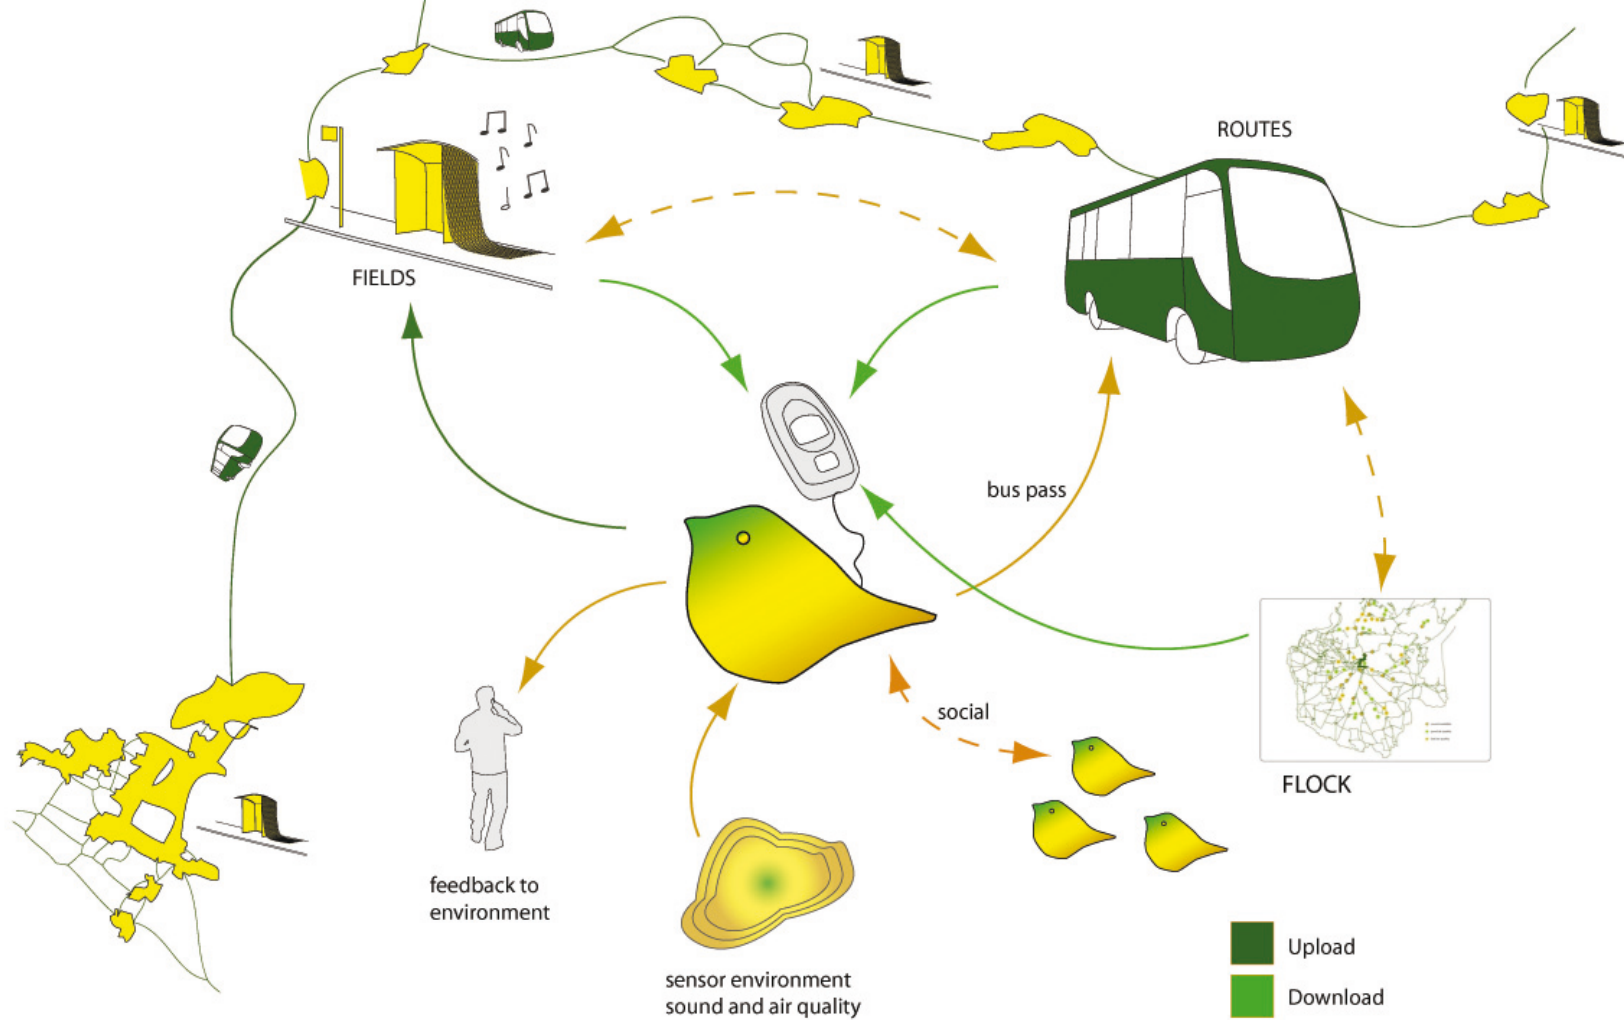 ROUTES
FIELDS
bus pass
social
FLOCK
feedback to
environment
sensor environment
sound and air quality
Upload
Download